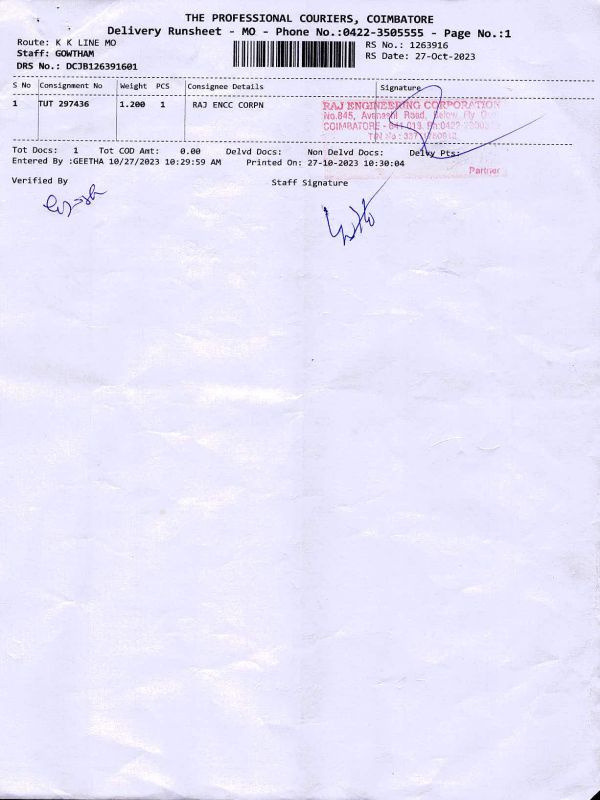 THE PROFESSIONAL COURIERS, COIMBATORE
Delivery Runsheet - MO - Phone No.:0422-3505555 - Page No.:1
Route: K K LINE MO
Staff: GOWTHAM
DRS No.: DCJB126391601
RS No.: 1263916
RS Date: 27-Oct-2023
S No Consignment No Weight PCS Consignee Details Signature
1 TUT 297436 1.200 1 RAJ ENCC CORPN
RAJ ENGINEERING CORPORATION
No.845, Avanashi Road, Below Fly
COIMBATORE -
Partner
Tot Docs: 1 Tot COD Amt: 0.00 Delvd Docs: Non Delvd Docs: Delvy Pts:
Entered By :GEETHA 10/27/2023 10:29:59 AM Printed On: 27-10-2023 10:30:04
Verified By Staff Signature